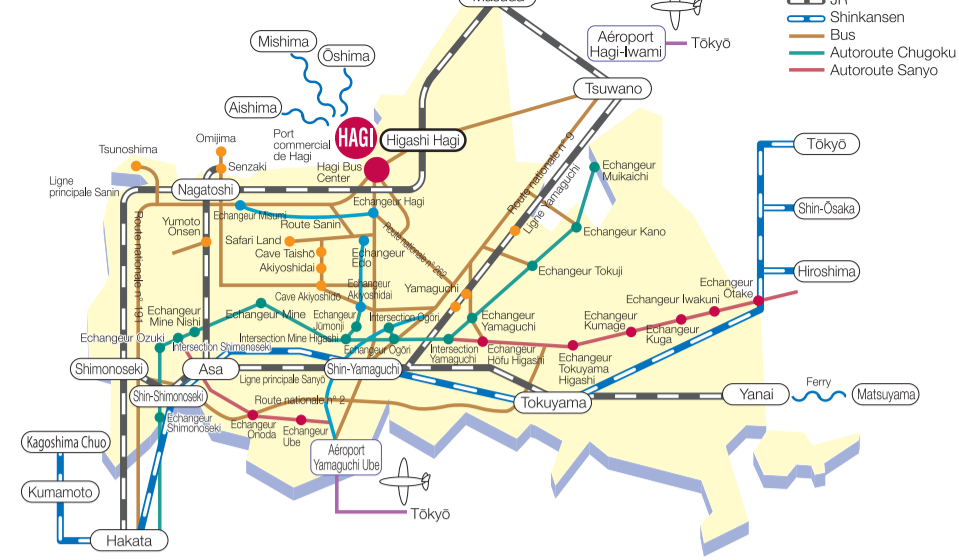 Masuda
JR
Shinkansen
Bus
Autoroute Chugoku
Autoroute Sanyo
Aéroport
Hagi-Iwami
Tōkyō
Mishima
Ōshima
Aishima
Tsuwano
HAGI
Higashi Hagi
Port
commercial
de Hagi
Hagi Bus
Center
Omijima
Senzaki
Tsunoshima
Ligne
principale Sanin
Nagatoshi
Echangeur Misumi
Echangeur Hagi
Route Sanin
Route nationale n° 9
Ligne Yamaguchi
Echangeur
Muikaichi
Echangeur Kano
Echangeur Tokuji
Tōkyō
Shin-Ōsaka
Hiroshima
Yumoto
Onsen
Safari Land
Cave Taishō
Akiyoshidai
Cave Akiyoshido
Echangeur
Edo
Echangeur
Akiyoshidai
Route nationale n° 262
Route nationale n° 191
Yamaguchi
Echangeur
Yamaguchi
Echangeur
Mine Nishi
Echangeur Mine
Echangeur
Jūmonji
Intersection Ogori
Echangeur Ozuki
Intersection Shimonoseki
Intersection Mine Higashi
Echangeur Ogōri
Intersection
Yamaguchi
Echangeur
Hōfu Higashi
Echangeur
Tokuyama
Higashi
Echangeur
Kumage
Echangeur
Kuga
Echangeur Iwakuni
Echangeur
Otake
Shimonoseki
Asa
Shin-Yamaguchi
Ligne principale Sanyō
Shin-Shimonoseki
Route nationale n° 2
Tokuyama
Yanai
Ferry
Matsuyama
Echangeur
Shimonoseki
Echangeur
Onoda
Echangeur
Ube
Aéroport
Yamaguchi Ube
Tōkyō
Kagoshima Chuo
Kumamoto
Hakata